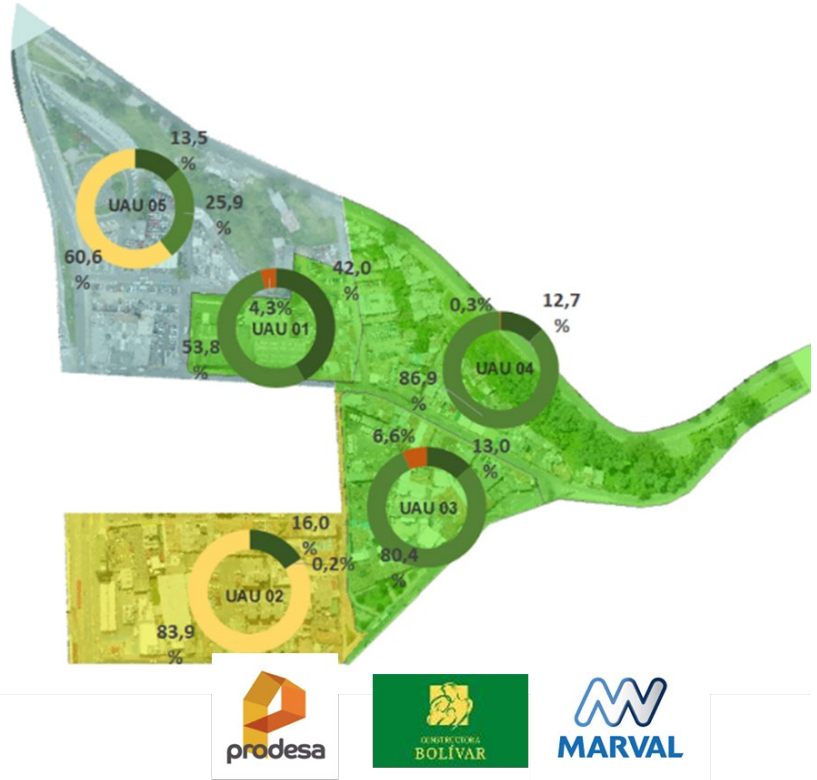 13,5
%
UAU 05
25,9
%
60,6
%
42,0
%
4,3%
UAU 01
53,8
%
0,3%
12,7
%
UAU 04
86,9
%
6,6%
13,0
%
UAU 03
80,4
%
16,0
%
0,2%
UAU 02
83,9
%
prodesa
CONSTRUCTORA
BOLÍVAR
MARVAL